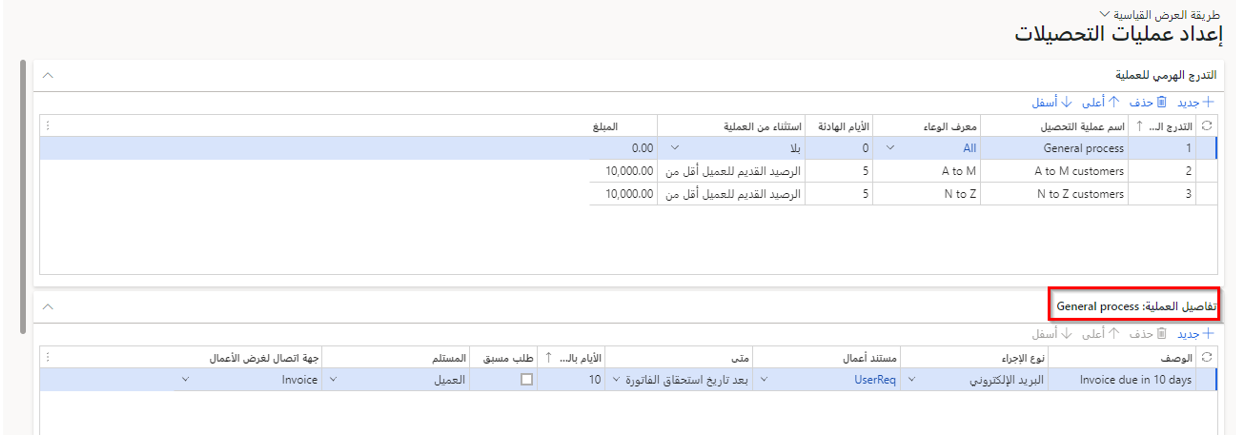 طريقة العرض القياسية
إعداد عمليات التحصيلات
التدرج الهرمي للعملية
جديد حذف أعلى أسفل
التدرج الـ... اسم عملية التحصيل معرف الوعاء الأيام الهادئة استثناء من العملية المبلغ
1 General process All 0 بلا 0.00
2 A to M customers A to M 5 الرصيد القديم للعميل أقل من 10,000.00
3 N to Z customers N to Z 5 الرصيد القديم للعميل أقل من 10,000.00
تفاصيل العملية: General process
جديد حذف أعلى أسفل
الوصف نوع الإجراء مستند أعمال متى الأيام بالـ... طلب مسبق المستلم جهة اتصال لغرض الأعمال
Invoice due in 10 days البريد الإلكتروني UserReq بعد تاريخ استحقاق الفاتورة 10 العميل Invoice